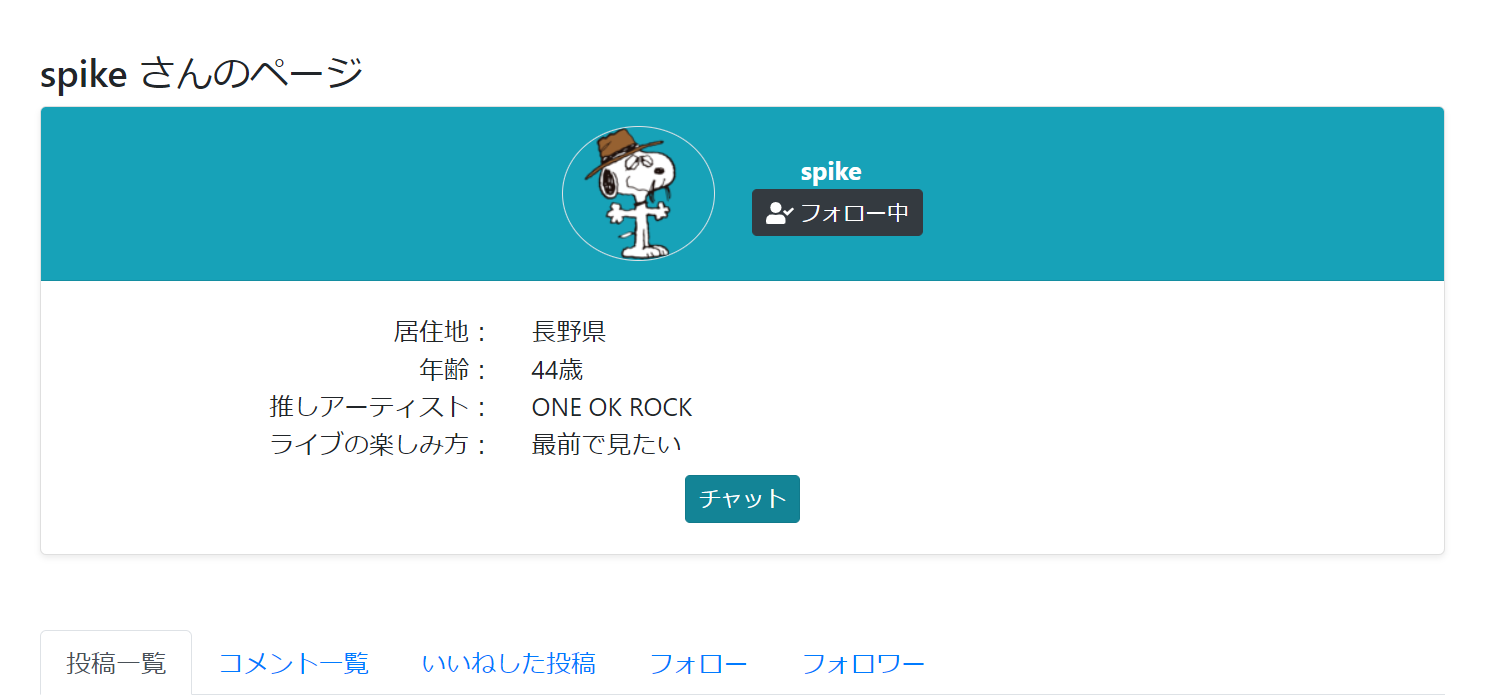 spike さんのページ
spike
フォロー中
居住地： 長野県
年齢： 44歳
推しアーティスト： ONE OK ROCK
ライブの楽しみ方： 最前で見たい
チャット
投稿一覧 コメント一覧 いいねした投稿 フォロー フォロワー